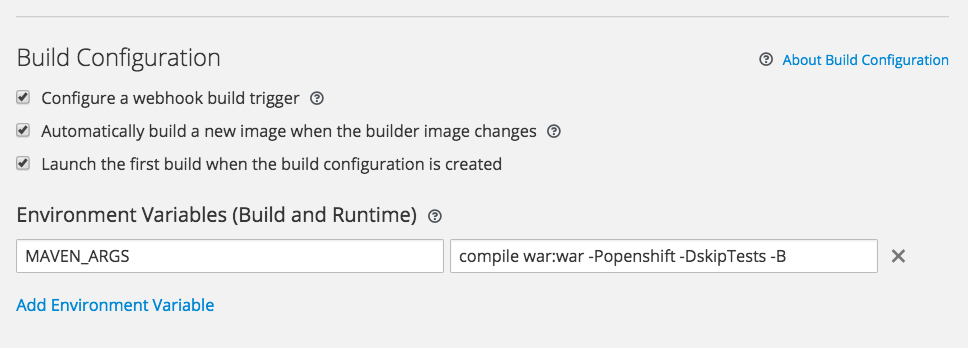 Build Configuration
About Build Configuration
Configure a webhook build trigger
Automatically build a new image when the builder image changes
Launch the first build when the build configuration is created
Environment Variables (Build and Runtime)
MAVEN_ARGS compile war:war -Popenshift -DskipTests -B
Add Environment Variable